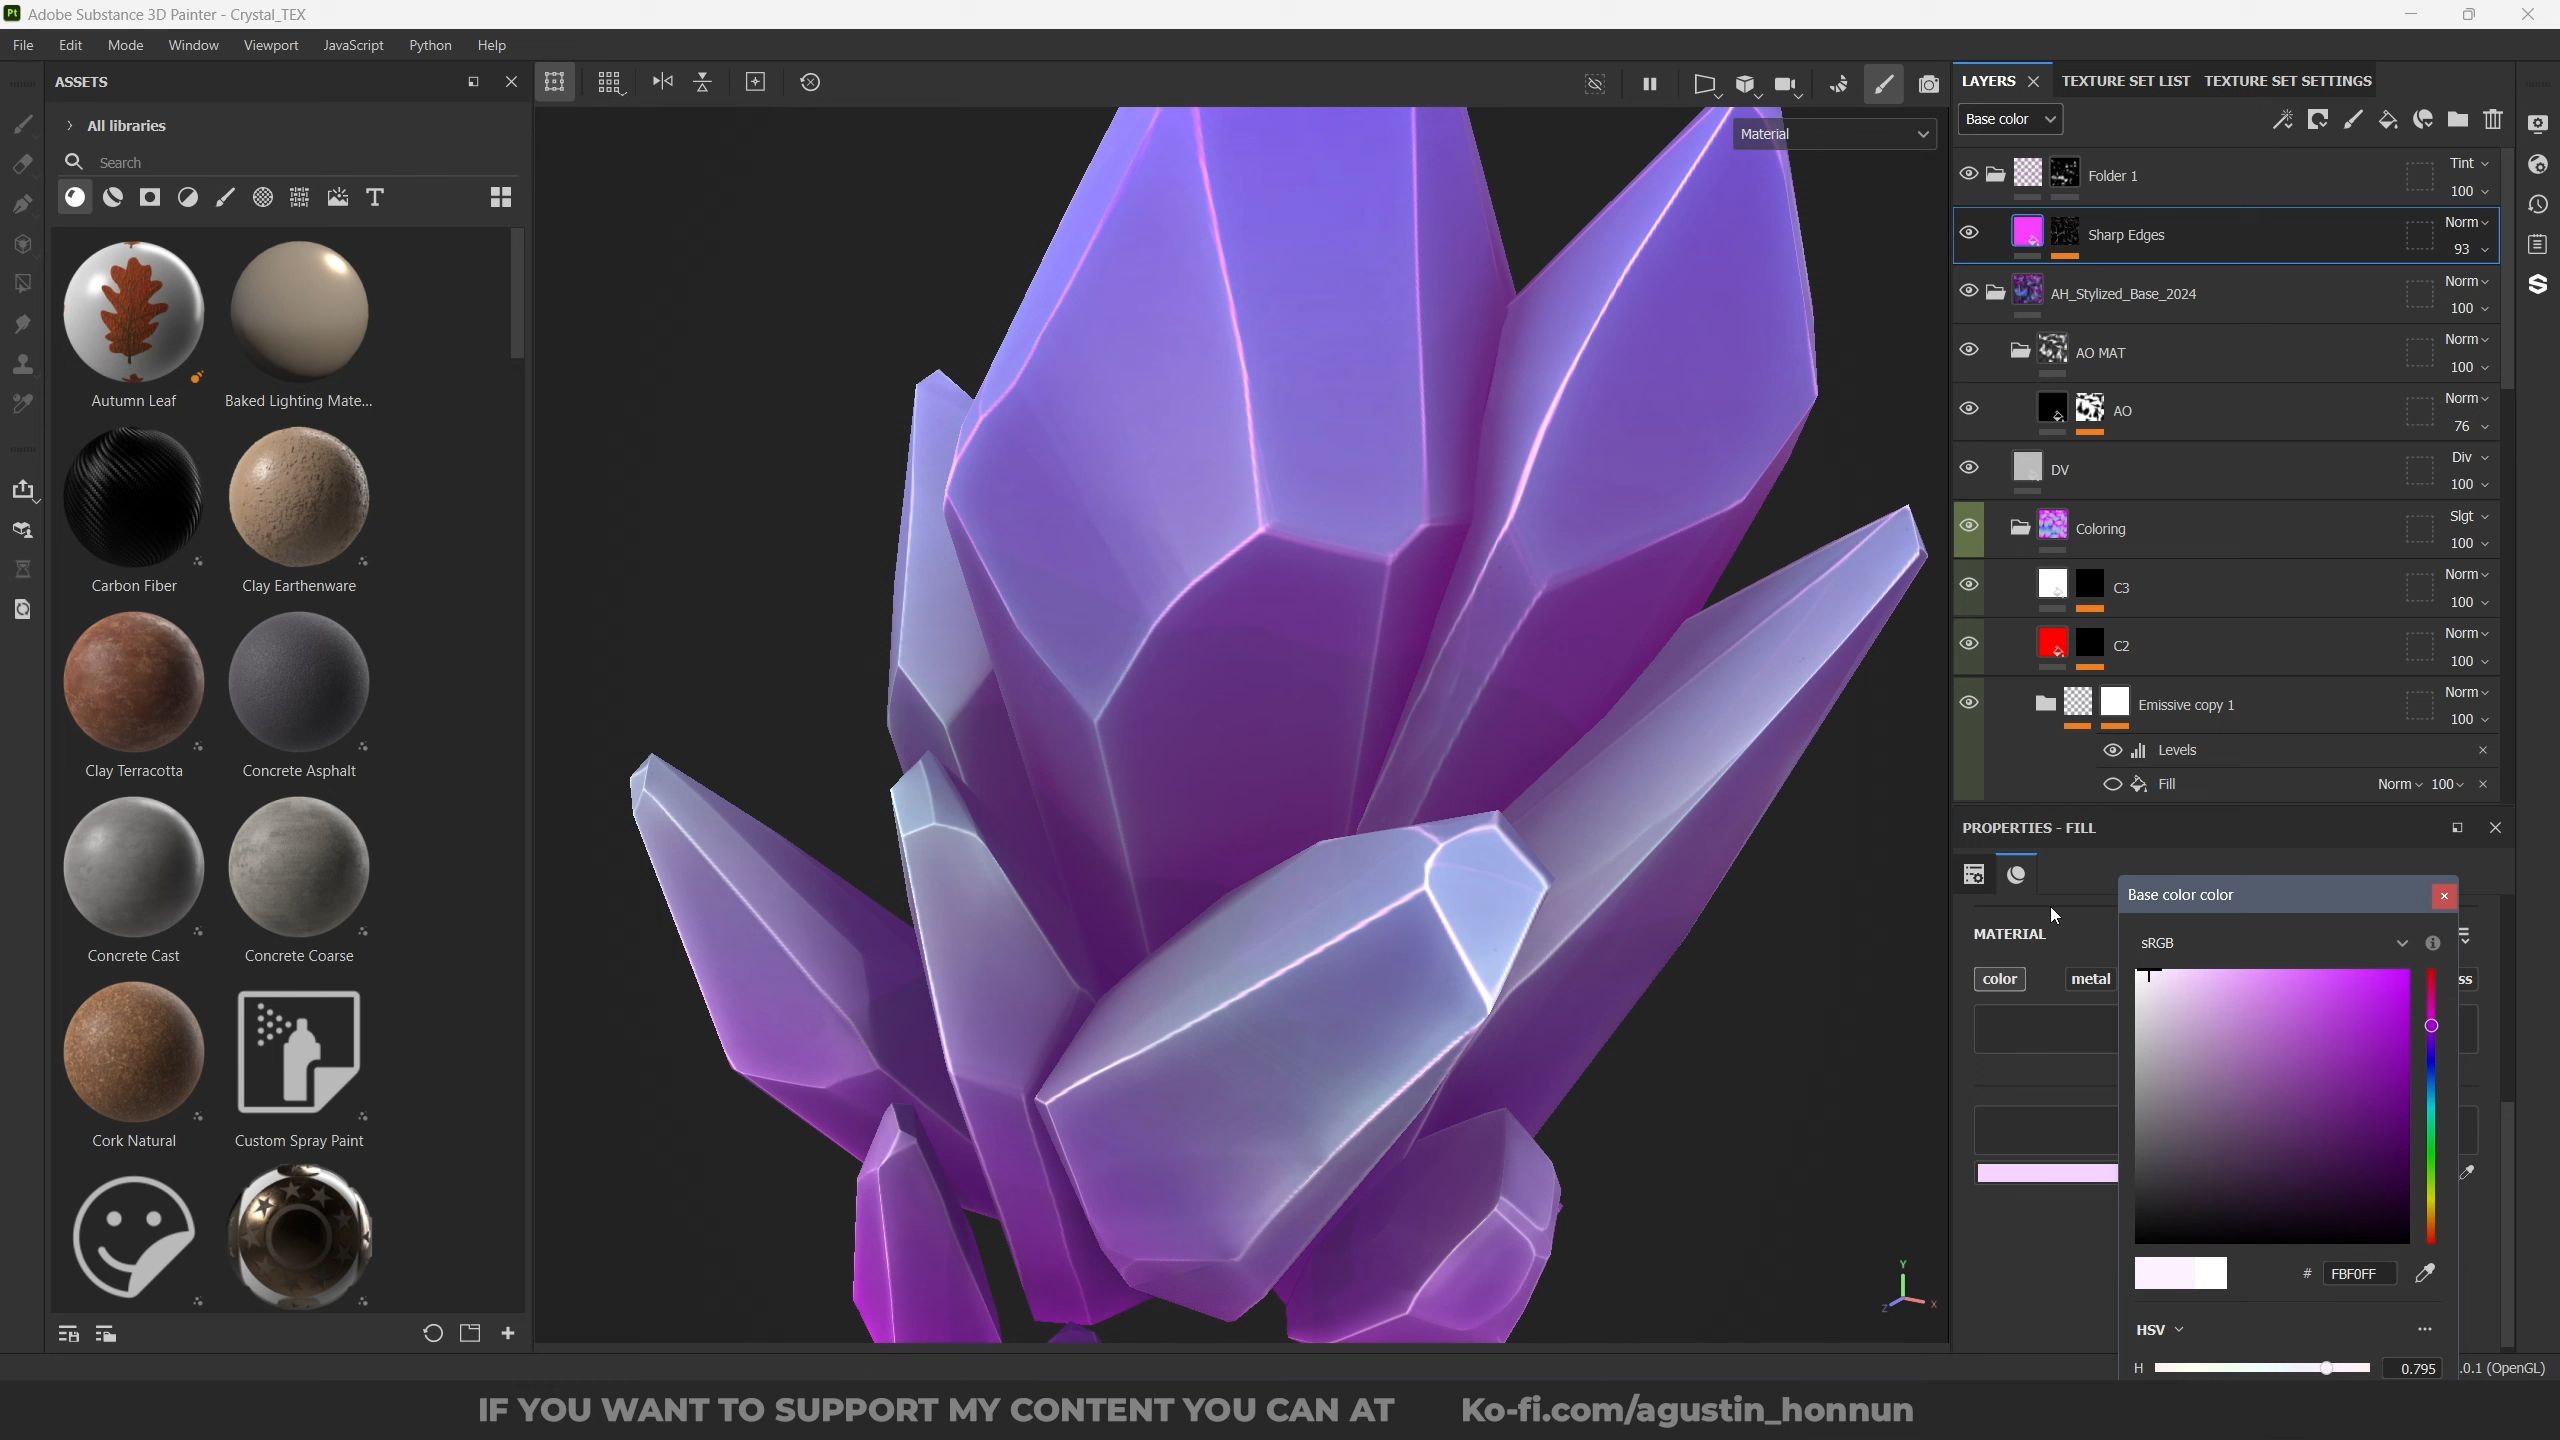 Pt Adobe Substance 3D Painter - Crystal_TEX
File Edit Mode Window Viewport JavaScript Python Help
ASSETS
All libraries
Search
Autumn Leaf
Baked Lighting Mate...
Carbon Fiber
Clay Earthenware
Clay Terracotta
Concrete Asphalt
Concrete Cast
Concrete Coarse
Cork Natural
Custom Spray Paint
Material
Y
Z
X
LAYERS TEXTURE SET LIST TEXTURE SET SETTINGS
Base color
Folder 1 Tint
100
Sharp Edges Norm
93
AH_Stylized_Base_2024 Norm
100
AO MAT Norm
100
AO Norm
76
DV Div
100
Coloring Slgt
100
C3 Norm
100
C2 Norm
100
Emissive copy 1 Norm
100
Levels
Fill Norm 100
PROPERTIES - FILL
Base color color
MATERIAL
sRGB
color metal ss
# FBF0FF
HSV
H 0.795
.0.1 (OpenGL)
IF YOU WANT TO SUPPORT MY CONTENT YOU CAN AT Ko-fi.com/agustin_honnun